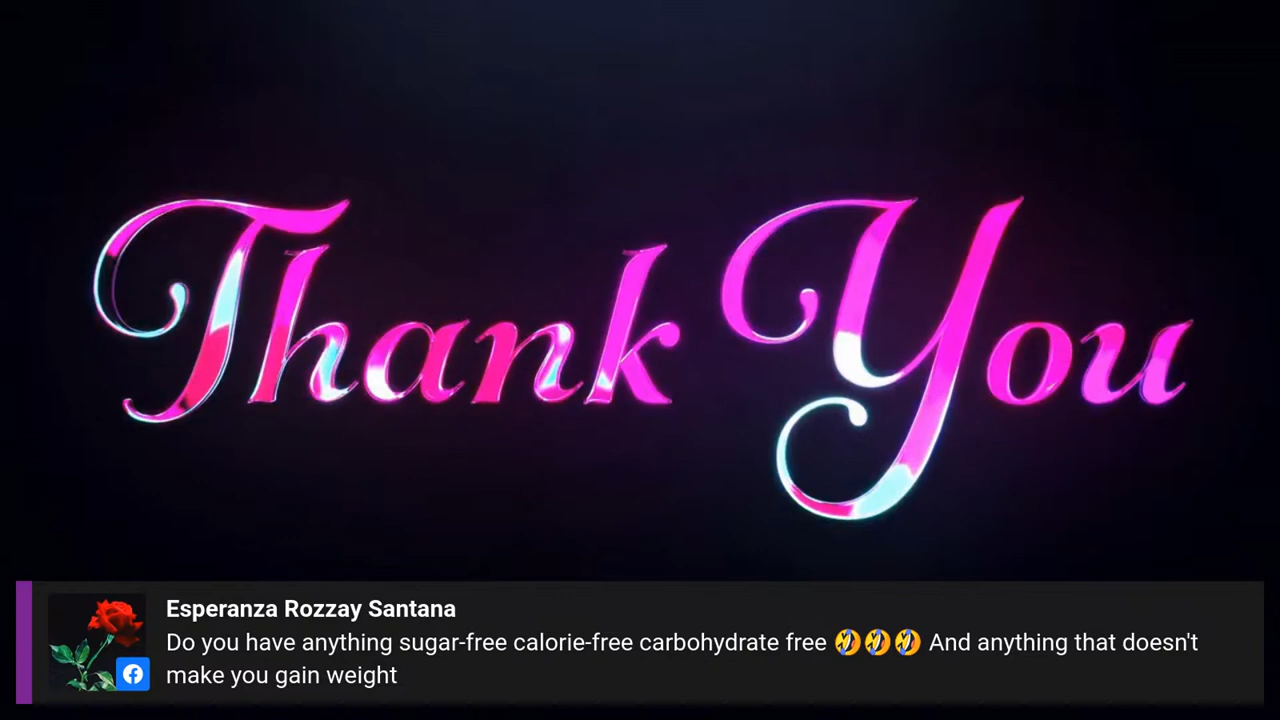 Thank You
Esperanza Rozzay Santana
Do you have anything sugar-free calorie-free carbohydrate free 🤣🤣🤣 And anything that doesn't
make you gain weight